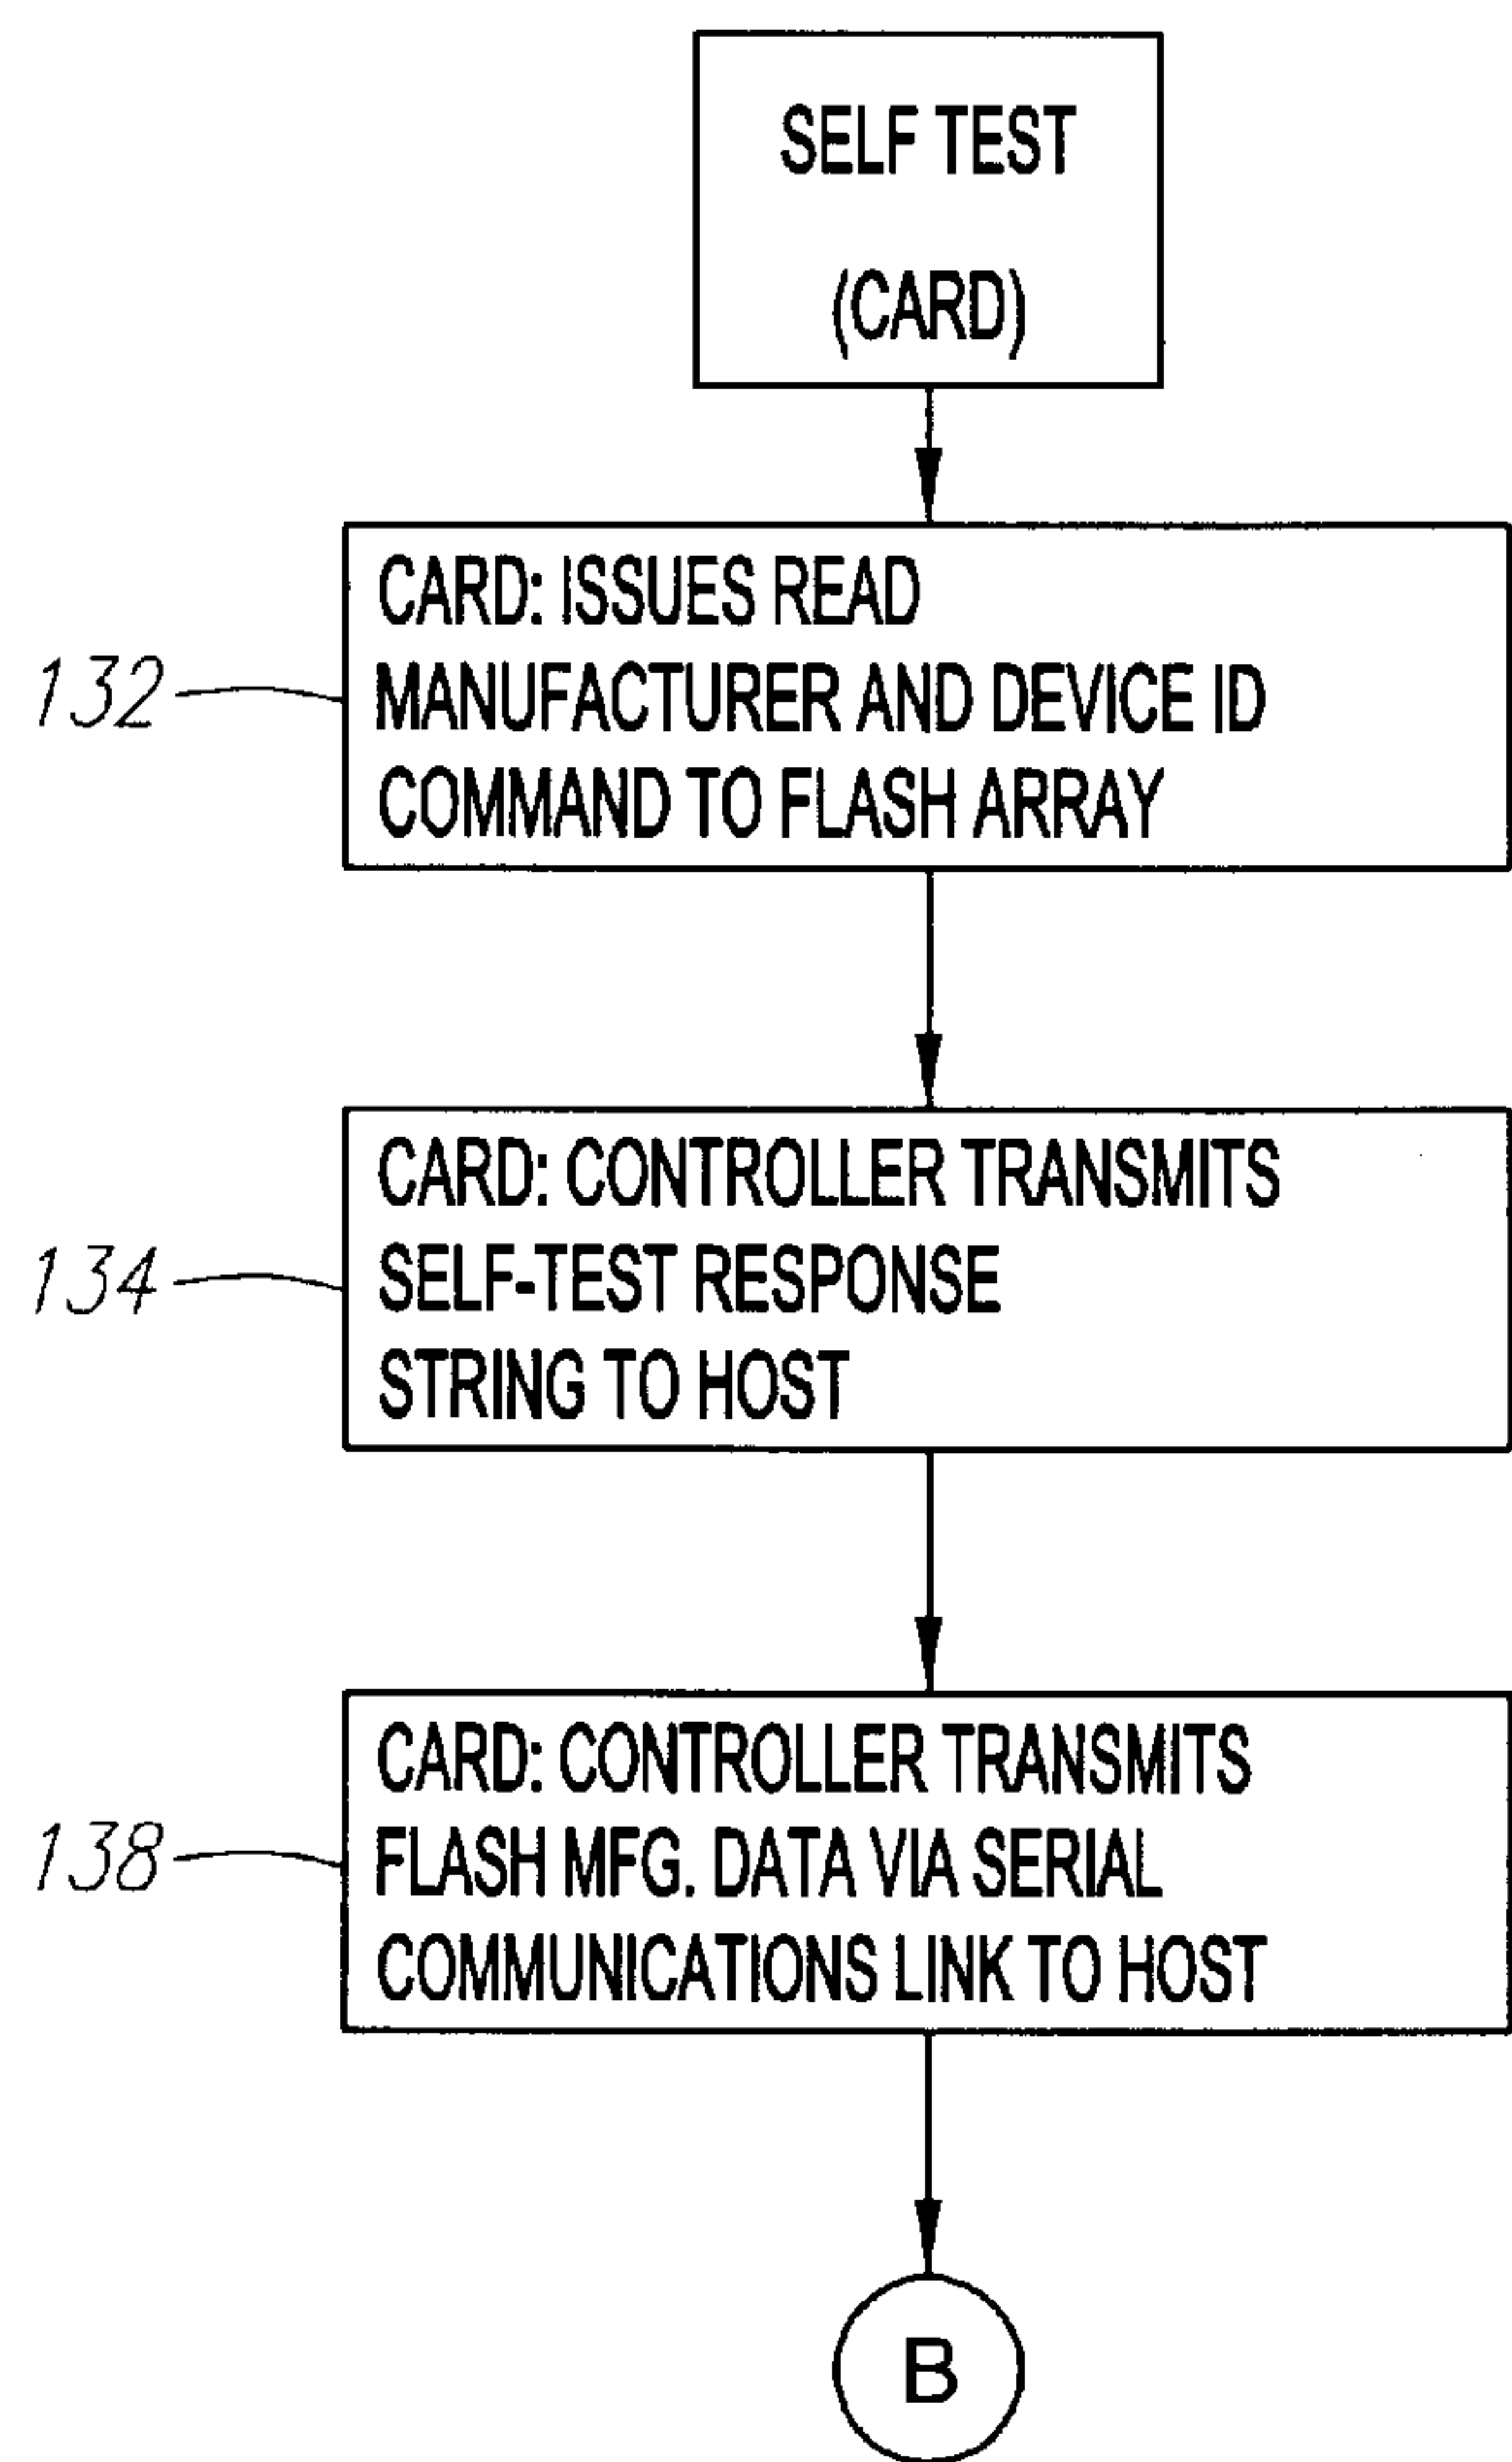 SELF TEST
(CARD)
132
CARD: ISSUES READ
MANUFACTURER AND DEVICE ID
COMMAND TO FLASH ARRAY
134
CARD: CONTROLLER TRANSMITS
SELF-TEST RESPONSE
STRING TO HOST
138
CARD: CONTROLLER TRANSMITS
FLASH MFG. DATA VIA SERIAL
COMMUNICATIONS LINK TO HOST
B